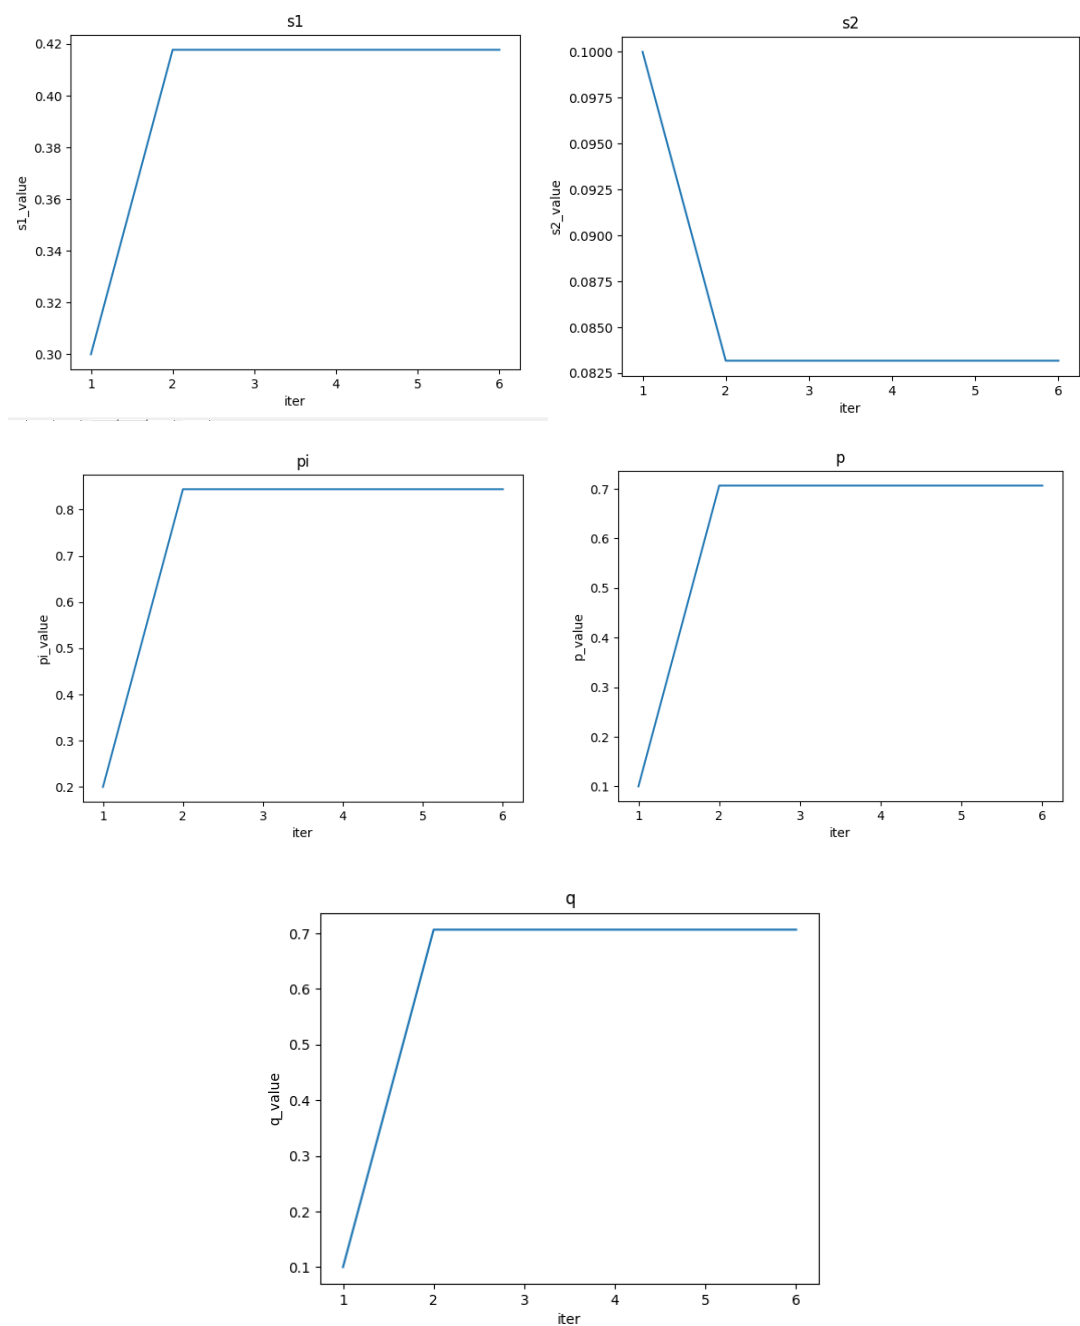 s1
0.42
0.40
0.38
0.36
0.34
0.32
0.30
s1_value
1 2 3 4 5 6
iter
s2
0.1000
0.0975
0.0950
0.0925
0.0900
0.0875
0.0850
0.0825
s2_value
1 2 3 4 5 6
iter
pi
0.8
0.7
0.6
0.5
0.4
0.3
0.2
pi_value
1 2 3 4 5 6
iter
p
0.7
0.6
0.5
0.4
0.3
0.2
0.1
p_value
1 2 3 4 5 6
iter
q
0.7
0.6
0.5
0.4
0.3
0.2
0.1
q_value
1 2 3 4 5 6
iter